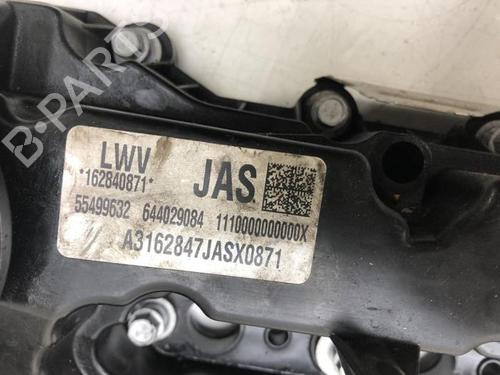 B-PARTS
LWV
JAS
*162840871*
55499632 644029084 1110000000000X
A3162847JASX0871